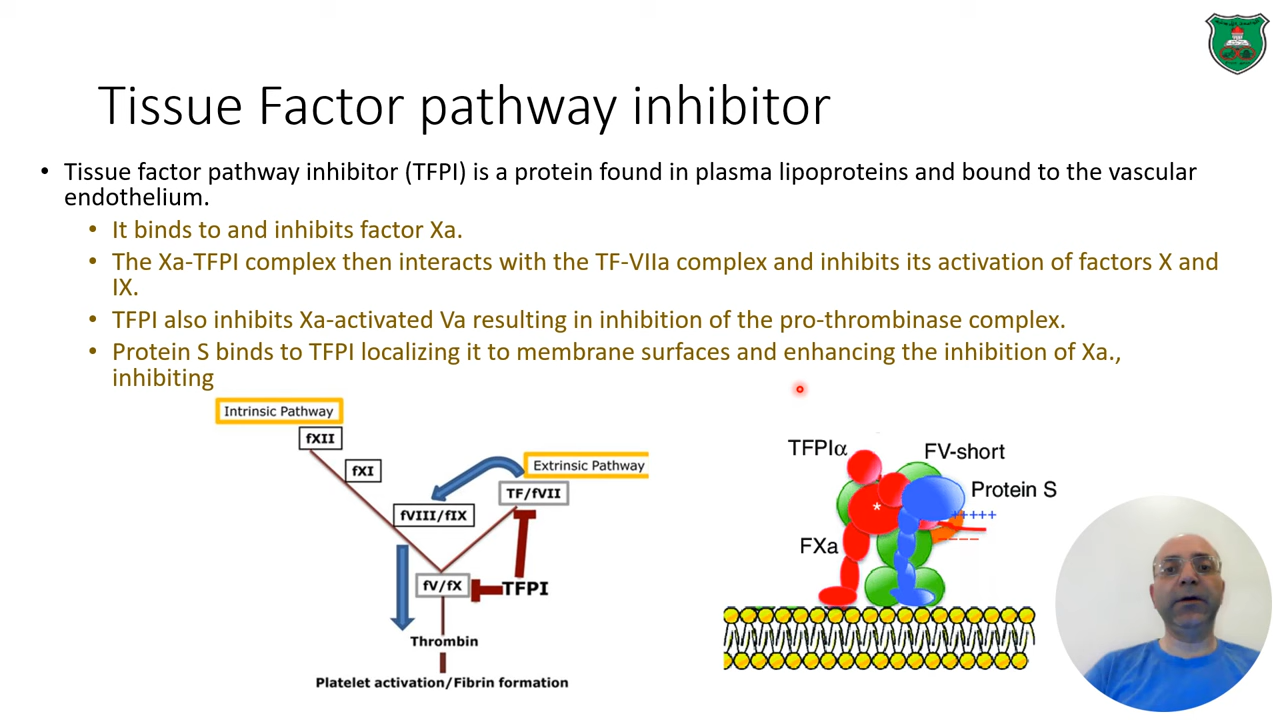 Tissue Factor pathway inhibitor
• Tissue factor pathway inhibitor (TFPI) is a protein found in plasma lipoproteins and bound to the vascular
endothelium.
• It binds to and inhibits factor Xa.
• The Xa-TFPI complex then interacts with the TF-VIIa complex and inhibits its activation of factors X and
IX.
• TFPI also inhibits Xa-activated Va resulting in inhibition of the pro-thrombinase complex.
• Protein S binds to TFPI localizing it to membrane surfaces and enhancing the inhibition of Xa.,
inhibiting
Intrinsic Pathway
fXII
fXI
Extrinsic Pathway
TF/fVII
fVIII/fIX
fV/fX
TFPI
Thrombin
Platelet activation/Fibrin formation
TFPIα
FV-short
Protein S
*
+++++
----
FXa